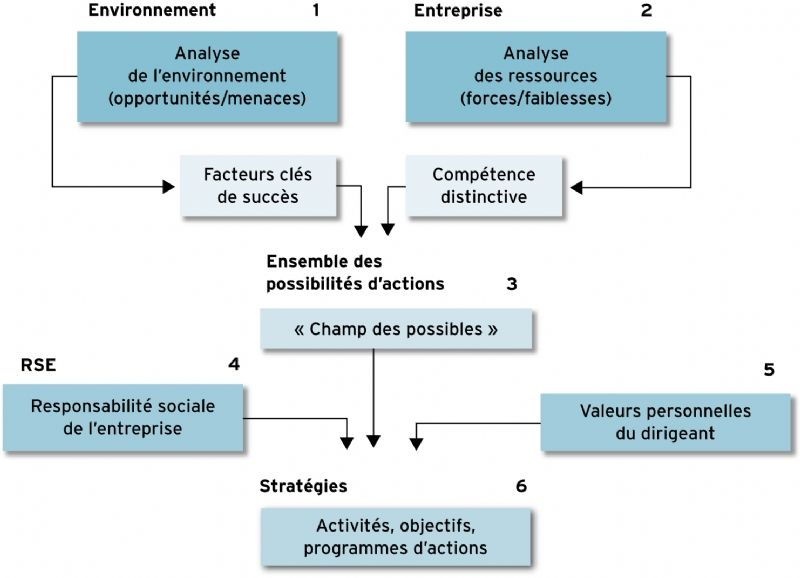 Environnement 1
Entreprise 2
Analyse
de l'environnement
(opportunités/menaces)
Analyse
des ressources
(forces/faiblesses)
Facteurs clés
de succès
Compétence
distinctive
Ensemble des
possibilités d'actions 3
« Champ des possibles »
RSE 4
Responsabilité sociale
de l'entreprise
5
Valeurs personnelles
du dirigeant
Stratégies 6
Activités, objectifs,
programmes d'actions